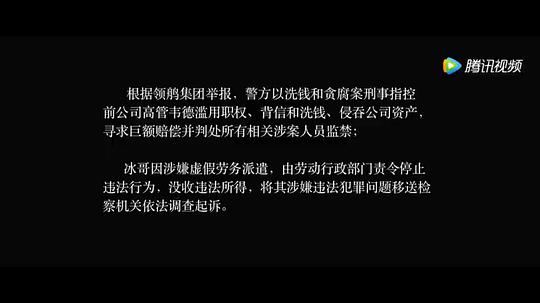 腾讯视频
根据领鹉集团举报，警方以洗钱和贪腐案刑事指控
前公司高管韦德滥用职权、背信和洗钱、侵吞公司资产，
寻求巨额赔偿并判处所有相关涉案人员监禁；
冰哥因涉嫌虚假劳务派遣，由劳动行政部门责令停止
违法行为，没收违法所得，将其涉嫌违法犯罪问题移送检
察机关依法调查起诉。